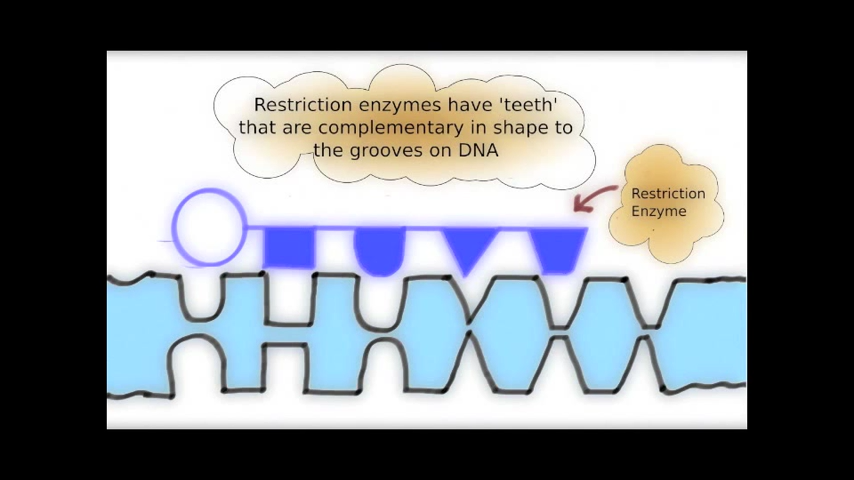 Restriction enzymes have 'teeth'
that are complementary in shape to
the grooves on DNA
Restriction
Enzyme